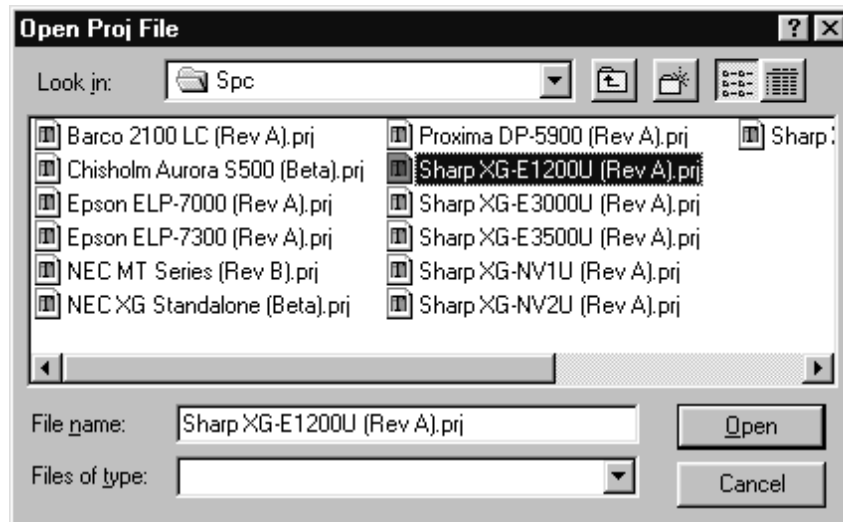 Open Proj File
Look in: Spc
Barco 2100 LC (Rev A).prj
Chisholm Aurora S500 (Beta).prj
Epson ELP-7000 (Rev A).prj
Epson ELP-7300 (Rev A).prj
NEC MT Series (Rev B).prj
NEC XG Standalone (Beta).prj
Proxima DP-5900 (Rev A).prj
Sharp XG-E1200U (Rev A).prj
Sharp XG-E3000U (Rev A).prj
Sharp XG-E3500U (Rev A).prj
Sharp XG-NV1U (Rev A).prj
Sharp XG-NV2U (Rev A).prj
Sharp
File name: Sharp XG-E1200U (Rev A).prj
Open
Files of type:
Cancel